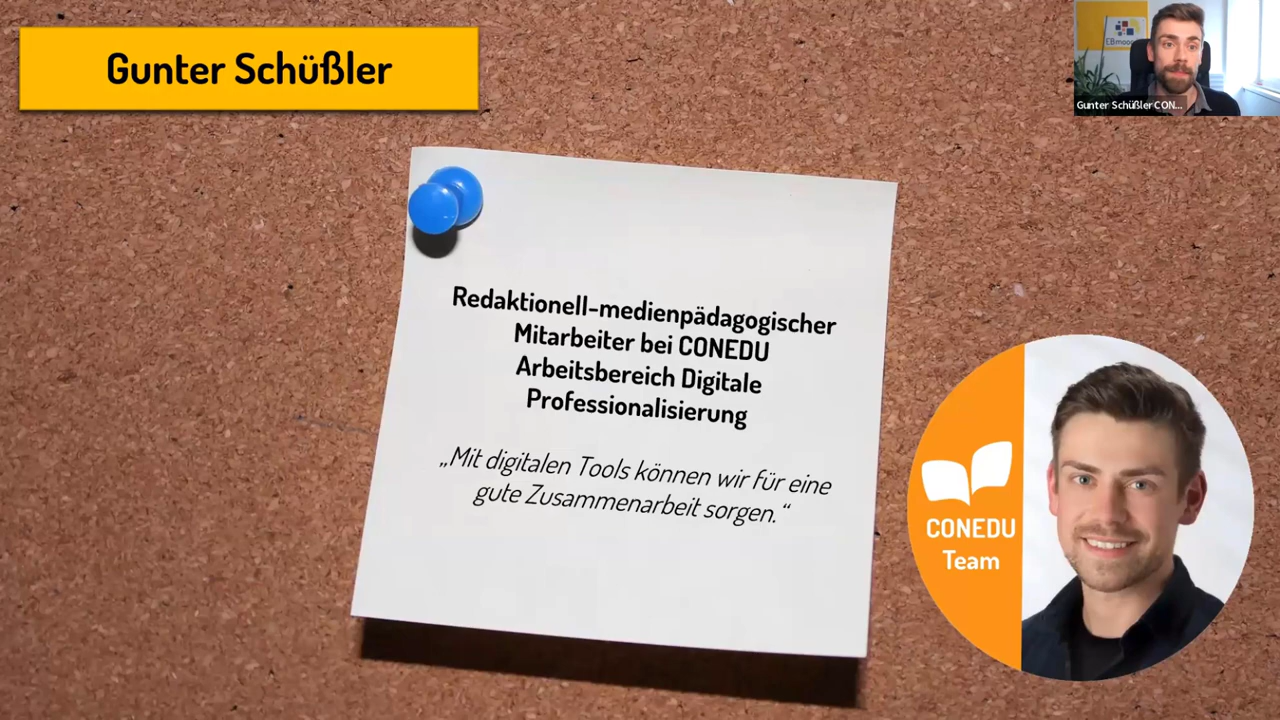 Gunter Schüßler
EBmooc
Gunter Schüßler CON...
Redaktionell-medienpädagogischer
Mitarbeiter bei CONEDU
Arbeitsbereich Digitale
Professionalisierung
„Mit digitalen Tools können wir für eine
gute Zusammenarbeit sorgen.“
CONEDU
Team